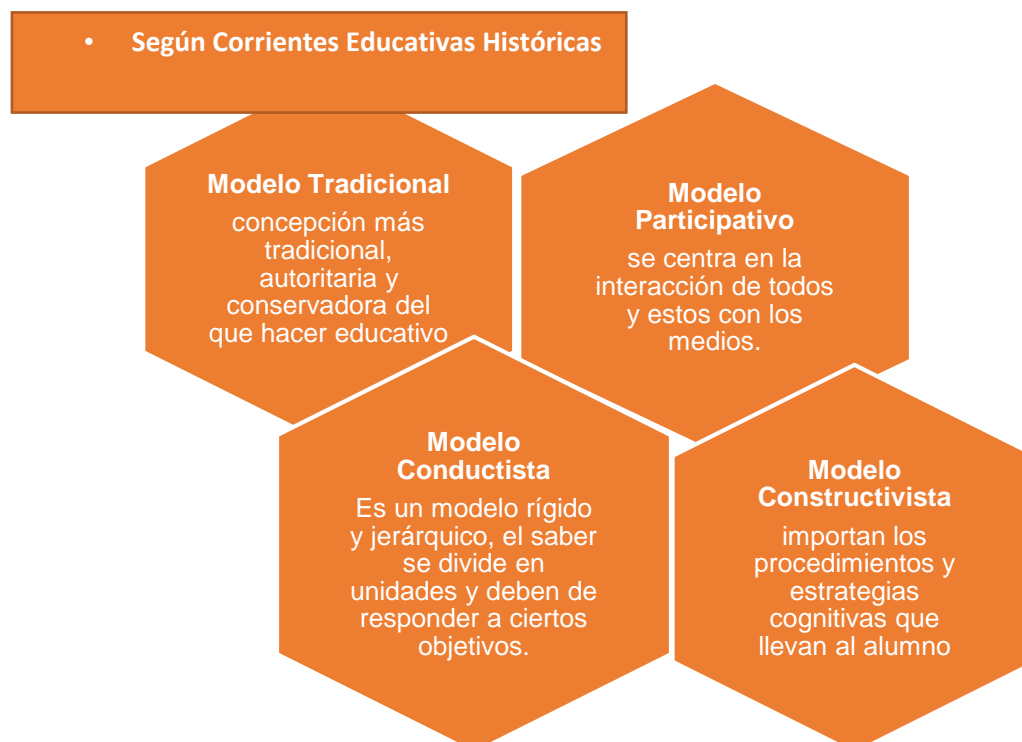 • Según Corrientes Educativas Históricas
Modelo Tradicional
concepción más
tradicional,
autoritaria y
conservadora del
que hacer educativo
Modelo
Participativo
se centra en la
interacción de todos
y estos con los
medios.
Modelo
Conductista
Es un modelo rígido
y jerárquico, el saber
se divide en
unidades y deben de
responder a ciertos
objetivos.
Modelo
Constructivista
importan los
procedimientos y
estrategias
cognitivas que
llevan al alumno